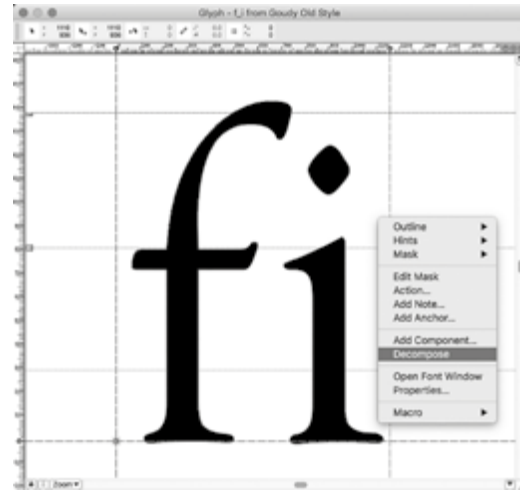 Glyph - f_i from Goudy Old Style
fi
Outline
Hints
Mask
Edit Mask
Action...
Add Note...
Add Anchor...
Add Component...
Decompose
Open Font Window
Properties...
Macro
Zoom